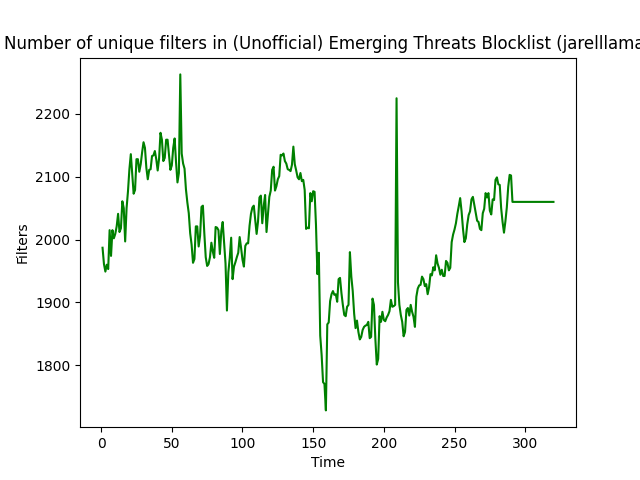 Number of unique filters in (Unofficial) Emerging Threats Blocklist (jarelllama
2200
2100
2000
1900
1800
Filters
0 50 100 150 200 250 300
Time